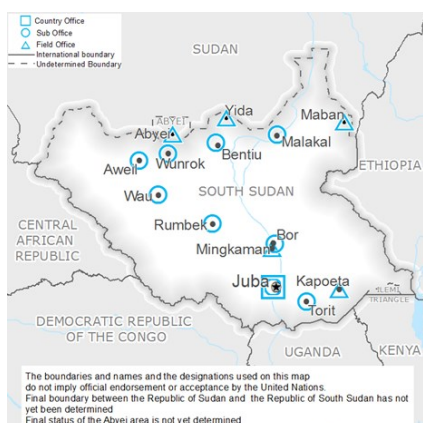 Country Office
Sub Office
Field Office
International boundary
Undetermined Boundary
SUDAN
ABYEI
Abyei
Yida
Maban
Malakal
Bentiu
Wunrok
Aweil
ETHIOPIA
Wau
SOUTH SUDAN
Rumbek
Bor
Mingkaman
CENTRAL
AFRICAN
REPUBLIC
Juba
Kapoeta
ILEMI
TRIANGLE
Torit
DEMOCRATIC REPUBLIC
OF THE CONGO
UGANDA
KENYA
The boundaries and names and the designations used on this map
do not imply official endorsement or acceptance by the United Nations.
Final boundary between the Republic of Sudan and the Republic of South Sudan has not
yet been determined
Final status of the Abyei area is not yet determined